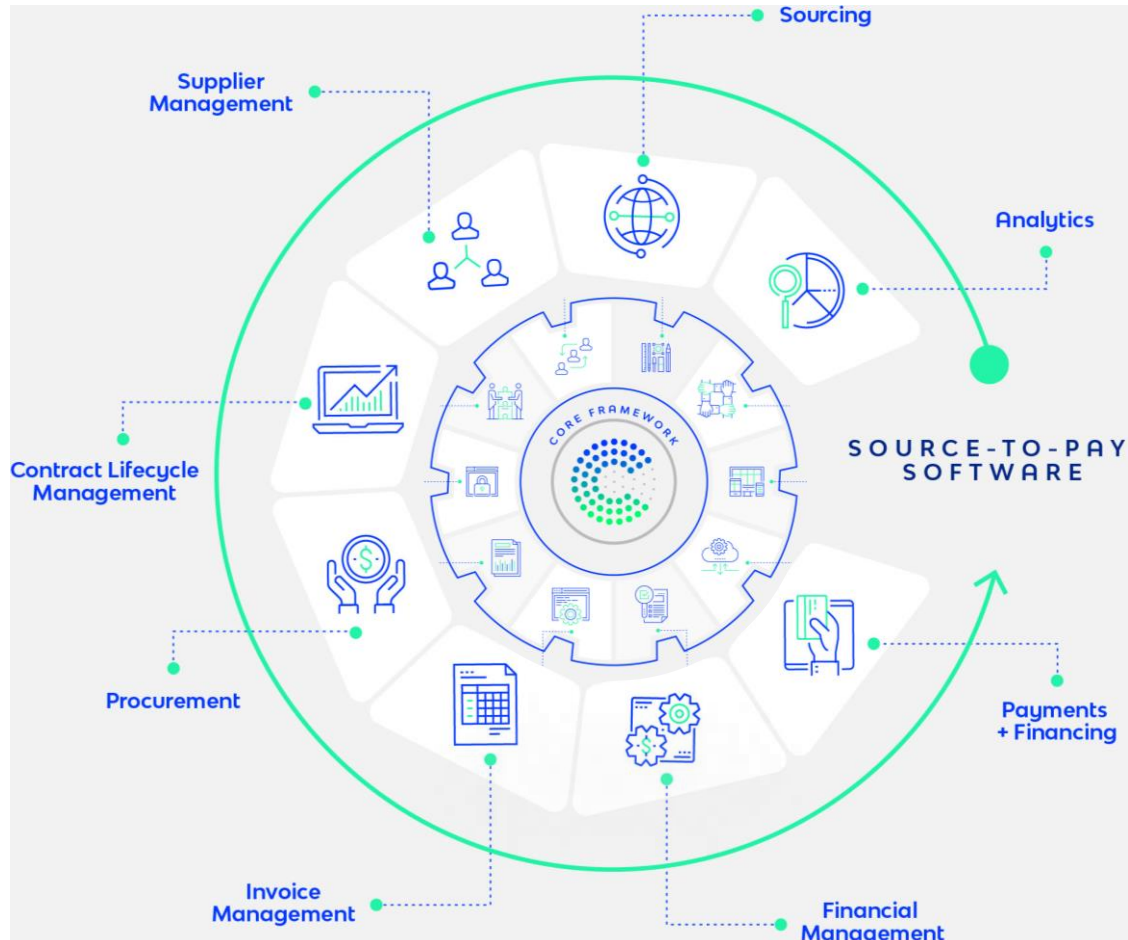 Sourcing
Supplier
Management
Analytics
CORE FRAMEWORK
SOURCE-TO-PAY
SOFTWARE
Contract Lifecycle
Management
Procurement
Payments
+ Financing
Invoice
Management
Financial
Management